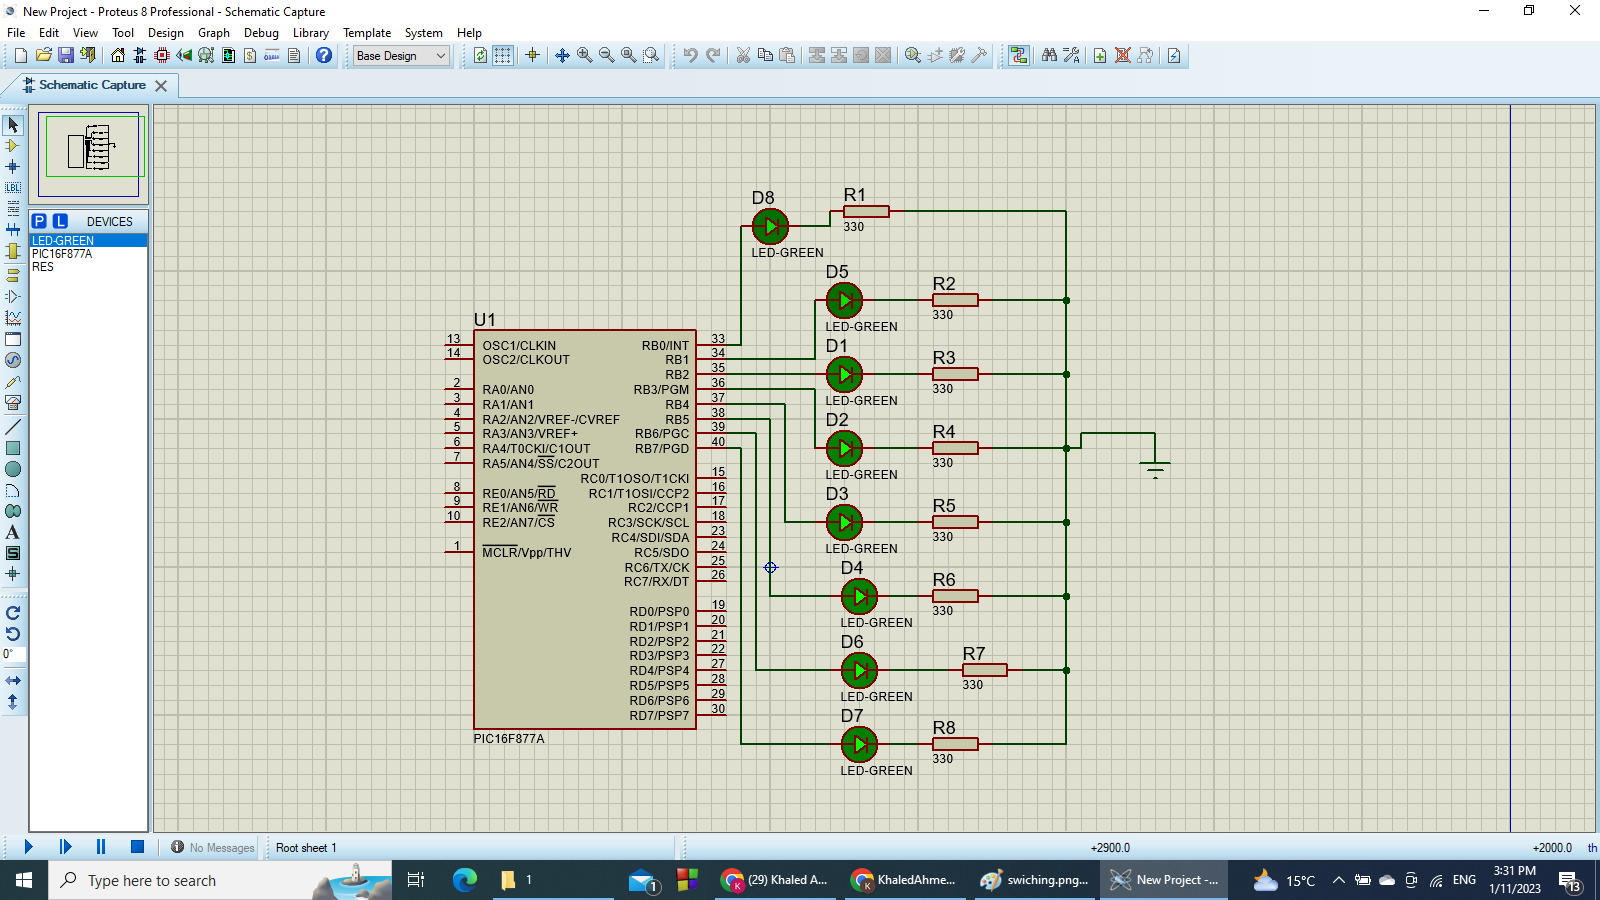 New Project - Proteus 8 Professional - Schematic Capture
File Edit View Tool Design Graph Debug Library Template System Help
Base Design
Schematic Capture
P L DEVICES
LED-GREEN
PIC16F877A
RES
LBL
A
S
0°
D8
LED-GREEN
R1
330
D5
LED-GREEN
R2
330
D1
LED-GREEN
R3
330
D2
LED-GREEN
R4
330
D3
LED-GREEN
R5
330
D4
LED-GREEN
R6
330
D6
LED-GREEN
R7
330
D7
LED-GREEN
R8
330
U1
13 OSC1/CLKIN
14 OSC2/CLKOUT
2 RA0/AN0
3 RA1/AN1
4 RA2/AN2/VREF-/CVREF
5 RA3/AN3/VREF+
6 RA4/T0CKI/C1OUT
7 RA5/AN4/SS/C2OUT
8 RE0/AN5/RD
9 RE1/AN6/WR
10 RE2/AN7/CS
1 MCLR/Vpp/THV
RB0/INT 33
RB1 34
RB2 35
RB3/PGM 36
RB4 37
RB5 38
RB6/PGC 39
RB7/PGD 40
RC0/T1OSO/T1CKI 15
RC1/T1OSI/CCP2 16
RC2/CCP1 17
RC3/SCK/SCL 18
RC4/SDI/SDA 23
RC5/SDO 24
RC6/TX/CK 25
RC7/RX/DT 26
RD0/PSP0 19
RD1/PSP1 20
RD2/PSP2 21
RD3/PSP3 22
RD4/PSP4 27
RD5/PSP5 28
RD6/PSP6 29
RD7/PSP7 30
PIC16F877A
No Messages Root sheet 1 +2900.0 +2000.0 th
Type here to search
1
1
(29) Khaled A...
KhaledAhme...
swiching.png...
New Project -...
15°C
ENG
3:31 PM
1/11/2023
13